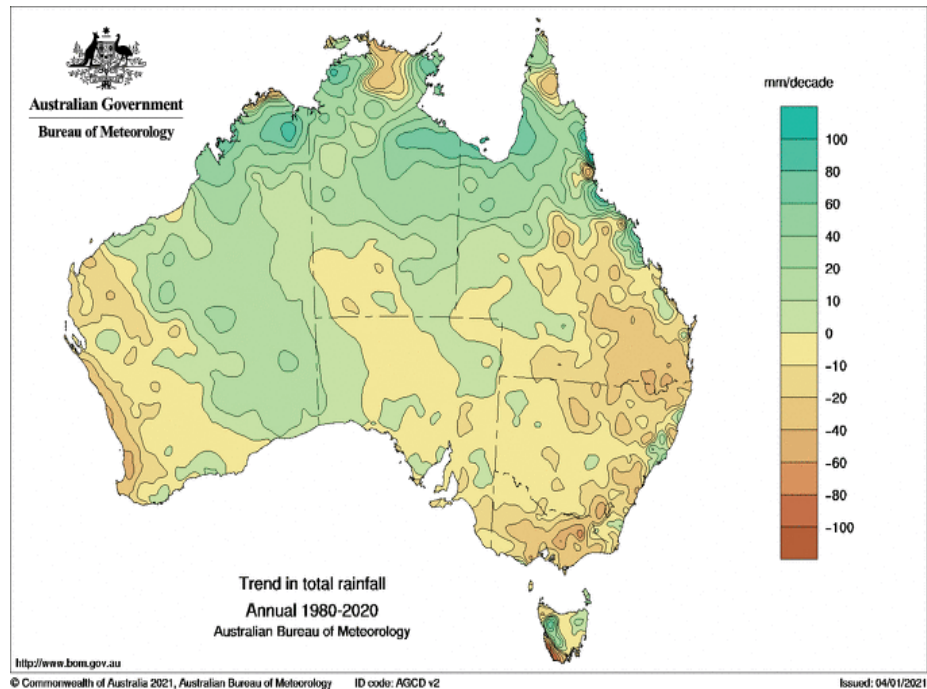 Australian Government
Bureau of Meteorology
mm/decade
100
80
60
40
20
10
0
-10
-20
-40
-60
-80
-100
Trend in total rainfall
Annual 1980-2020
Australian Bureau of Meteorology
http://www.bom.gov.au
© Commonwealth of Australia 2021, Australian Bureau of Meteorology ID code: AGCD v2 Issued: 04/01/2021